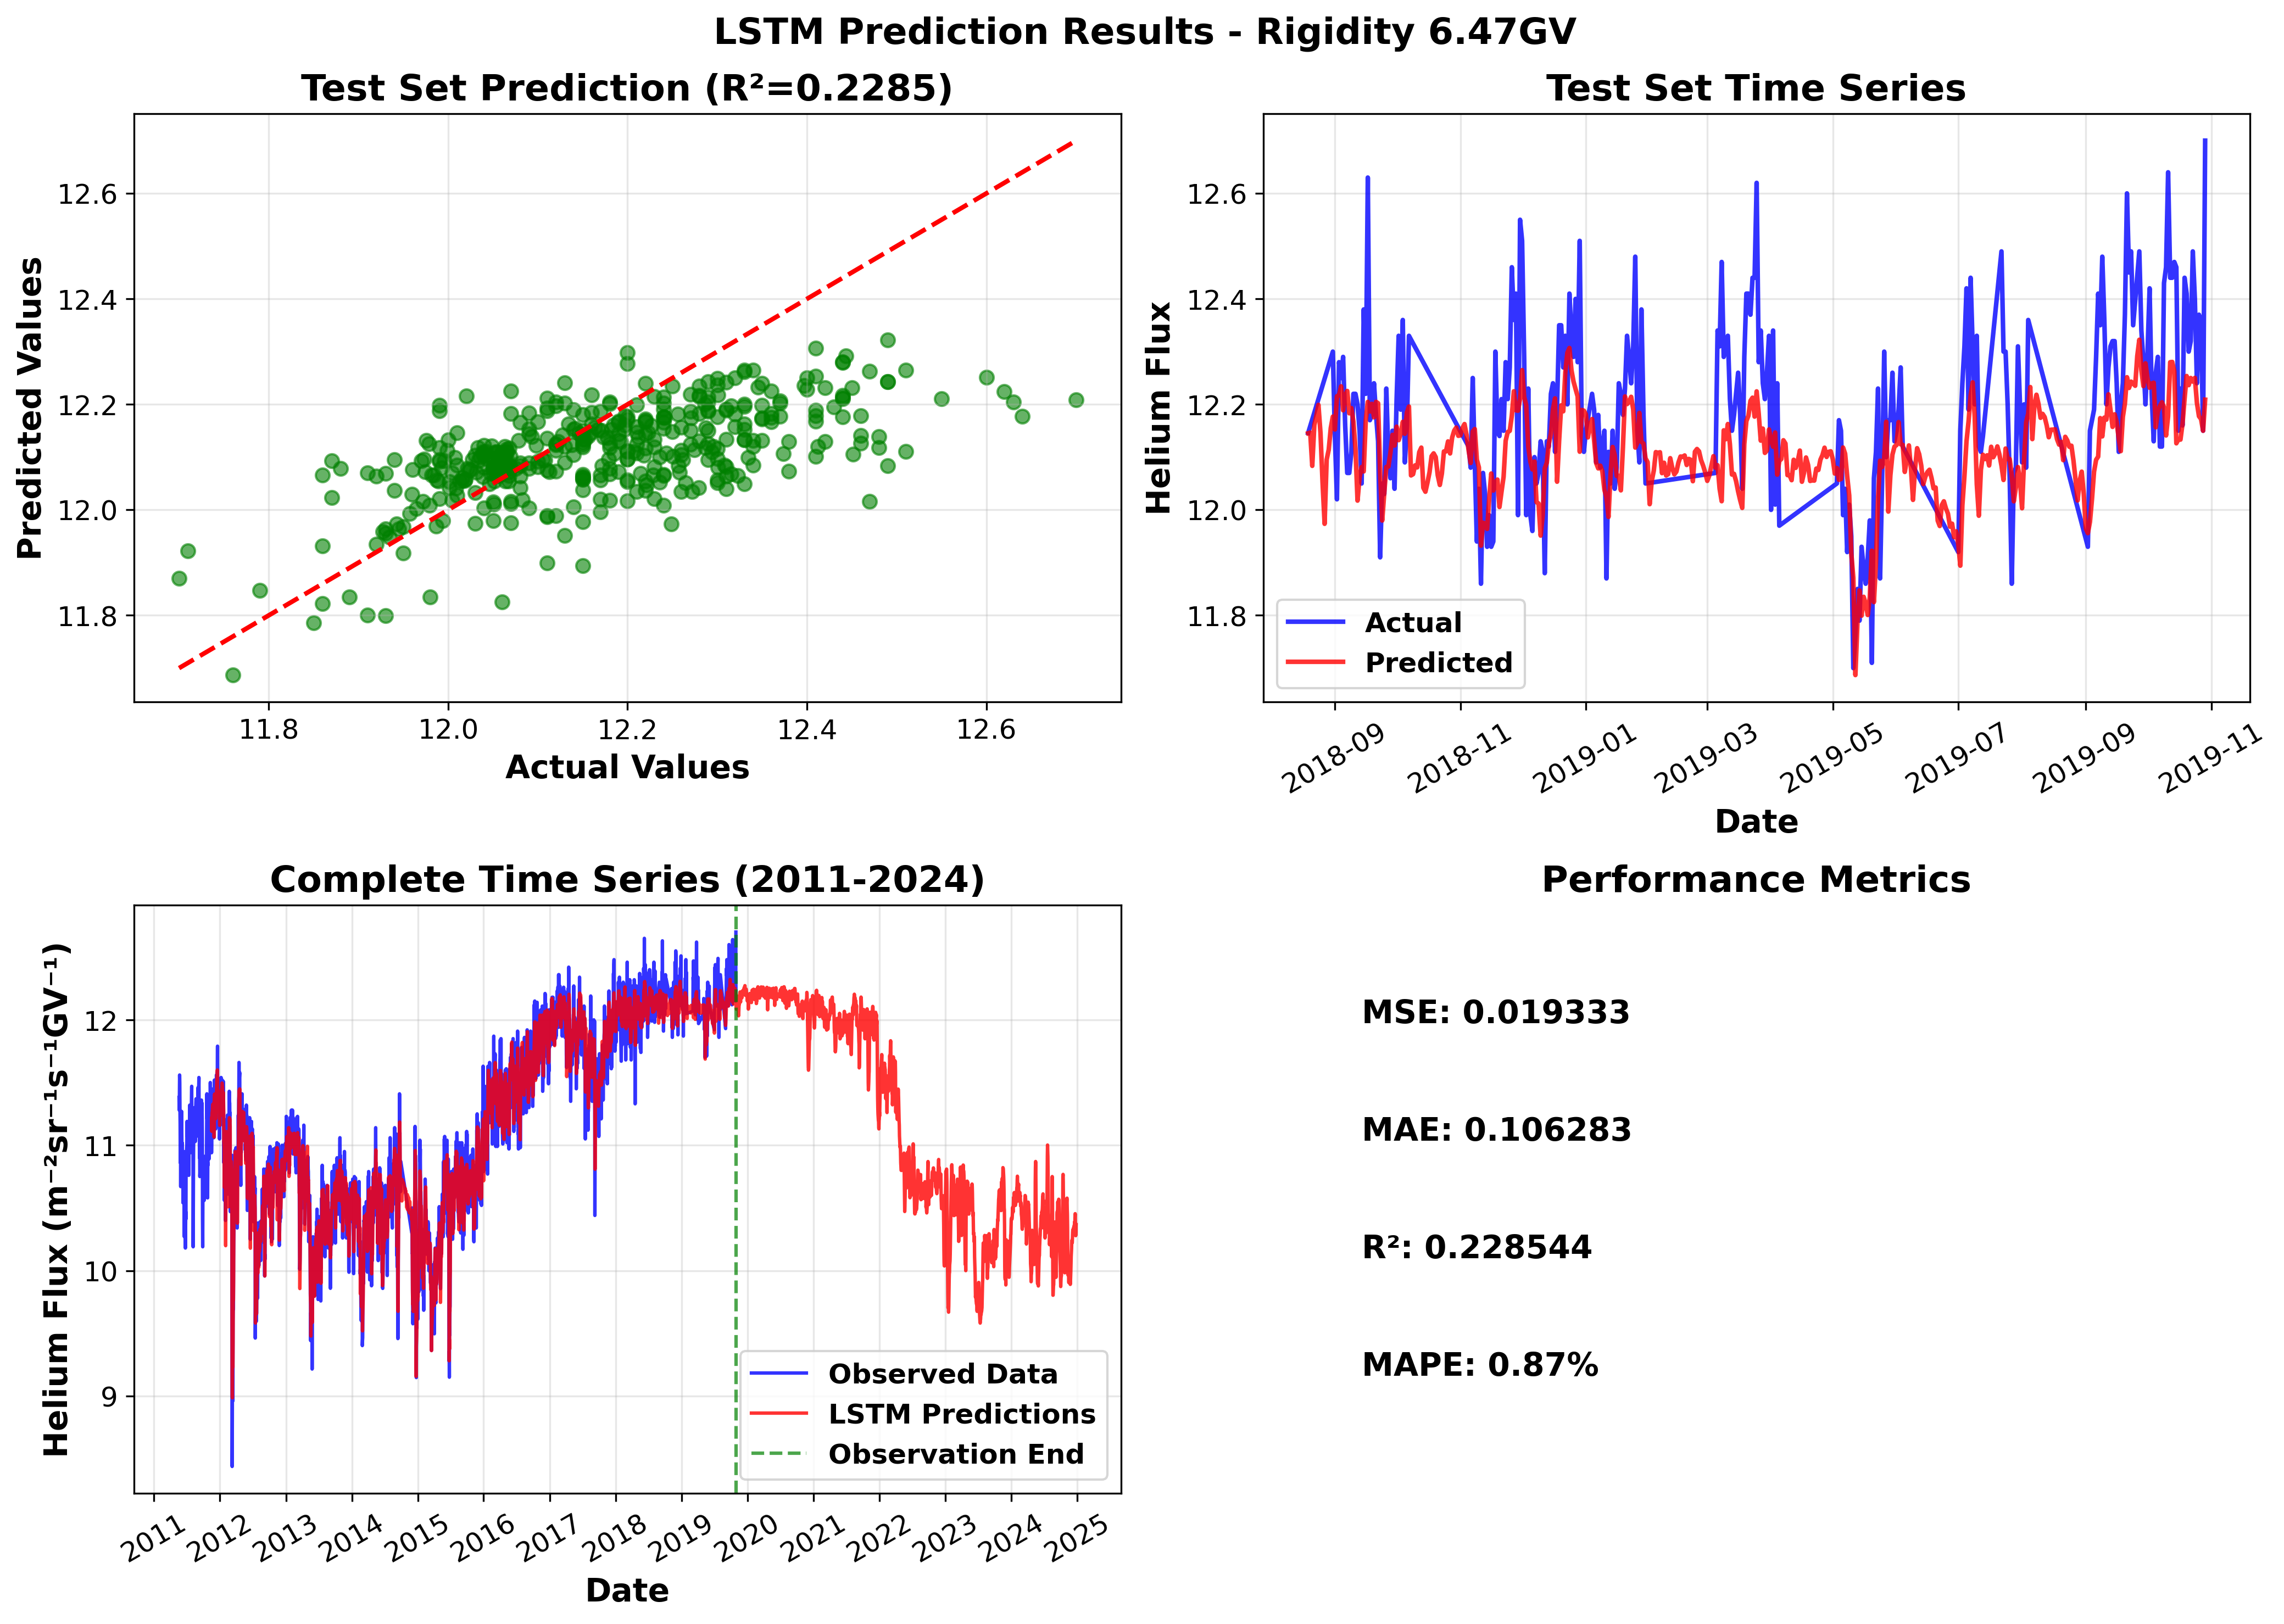 LSTM Prediction Results - Rigidity 6.47GV
Test Set Prediction (R²=0.2285)
Predicted Values
12.6
12.4
12.2
12.0
11.8
11.8 12.0 12.2 12.4 12.6
Actual Values
Test Set Time Series
Helium Flux
12.6
12.4
12.2
12.0
11.8
Actual
Predicted
2018-09 2018-11 2019-01 2019-03 2019-05 2019-07 2019-09 2019-11
Date
Complete Time Series (2011-2024)
Helium Flux (m⁻²sr⁻¹s⁻¹GV⁻¹)
12
11
10
9
Observed Data
LSTM Predictions
Observation End
2011 2012 2013 2014 2015 2016 2017 2018 2019 2020 2021 2022 2023 2024 2025
Date
Performance Metrics
MSE: 0.019333
MAE: 0.106283
R²: 0.228544
MAPE: 0.87%